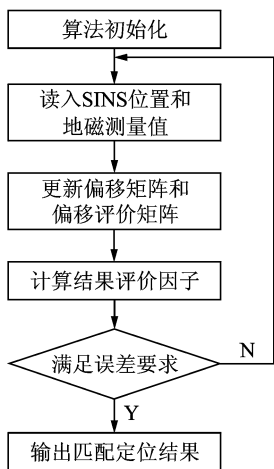 算法初始化
读入SINS位置和
地磁测量值
更新偏移矩阵和
偏移评价矩阵
计算结果评价因子
满足误差要求
N
Y
输出匹配定位结果